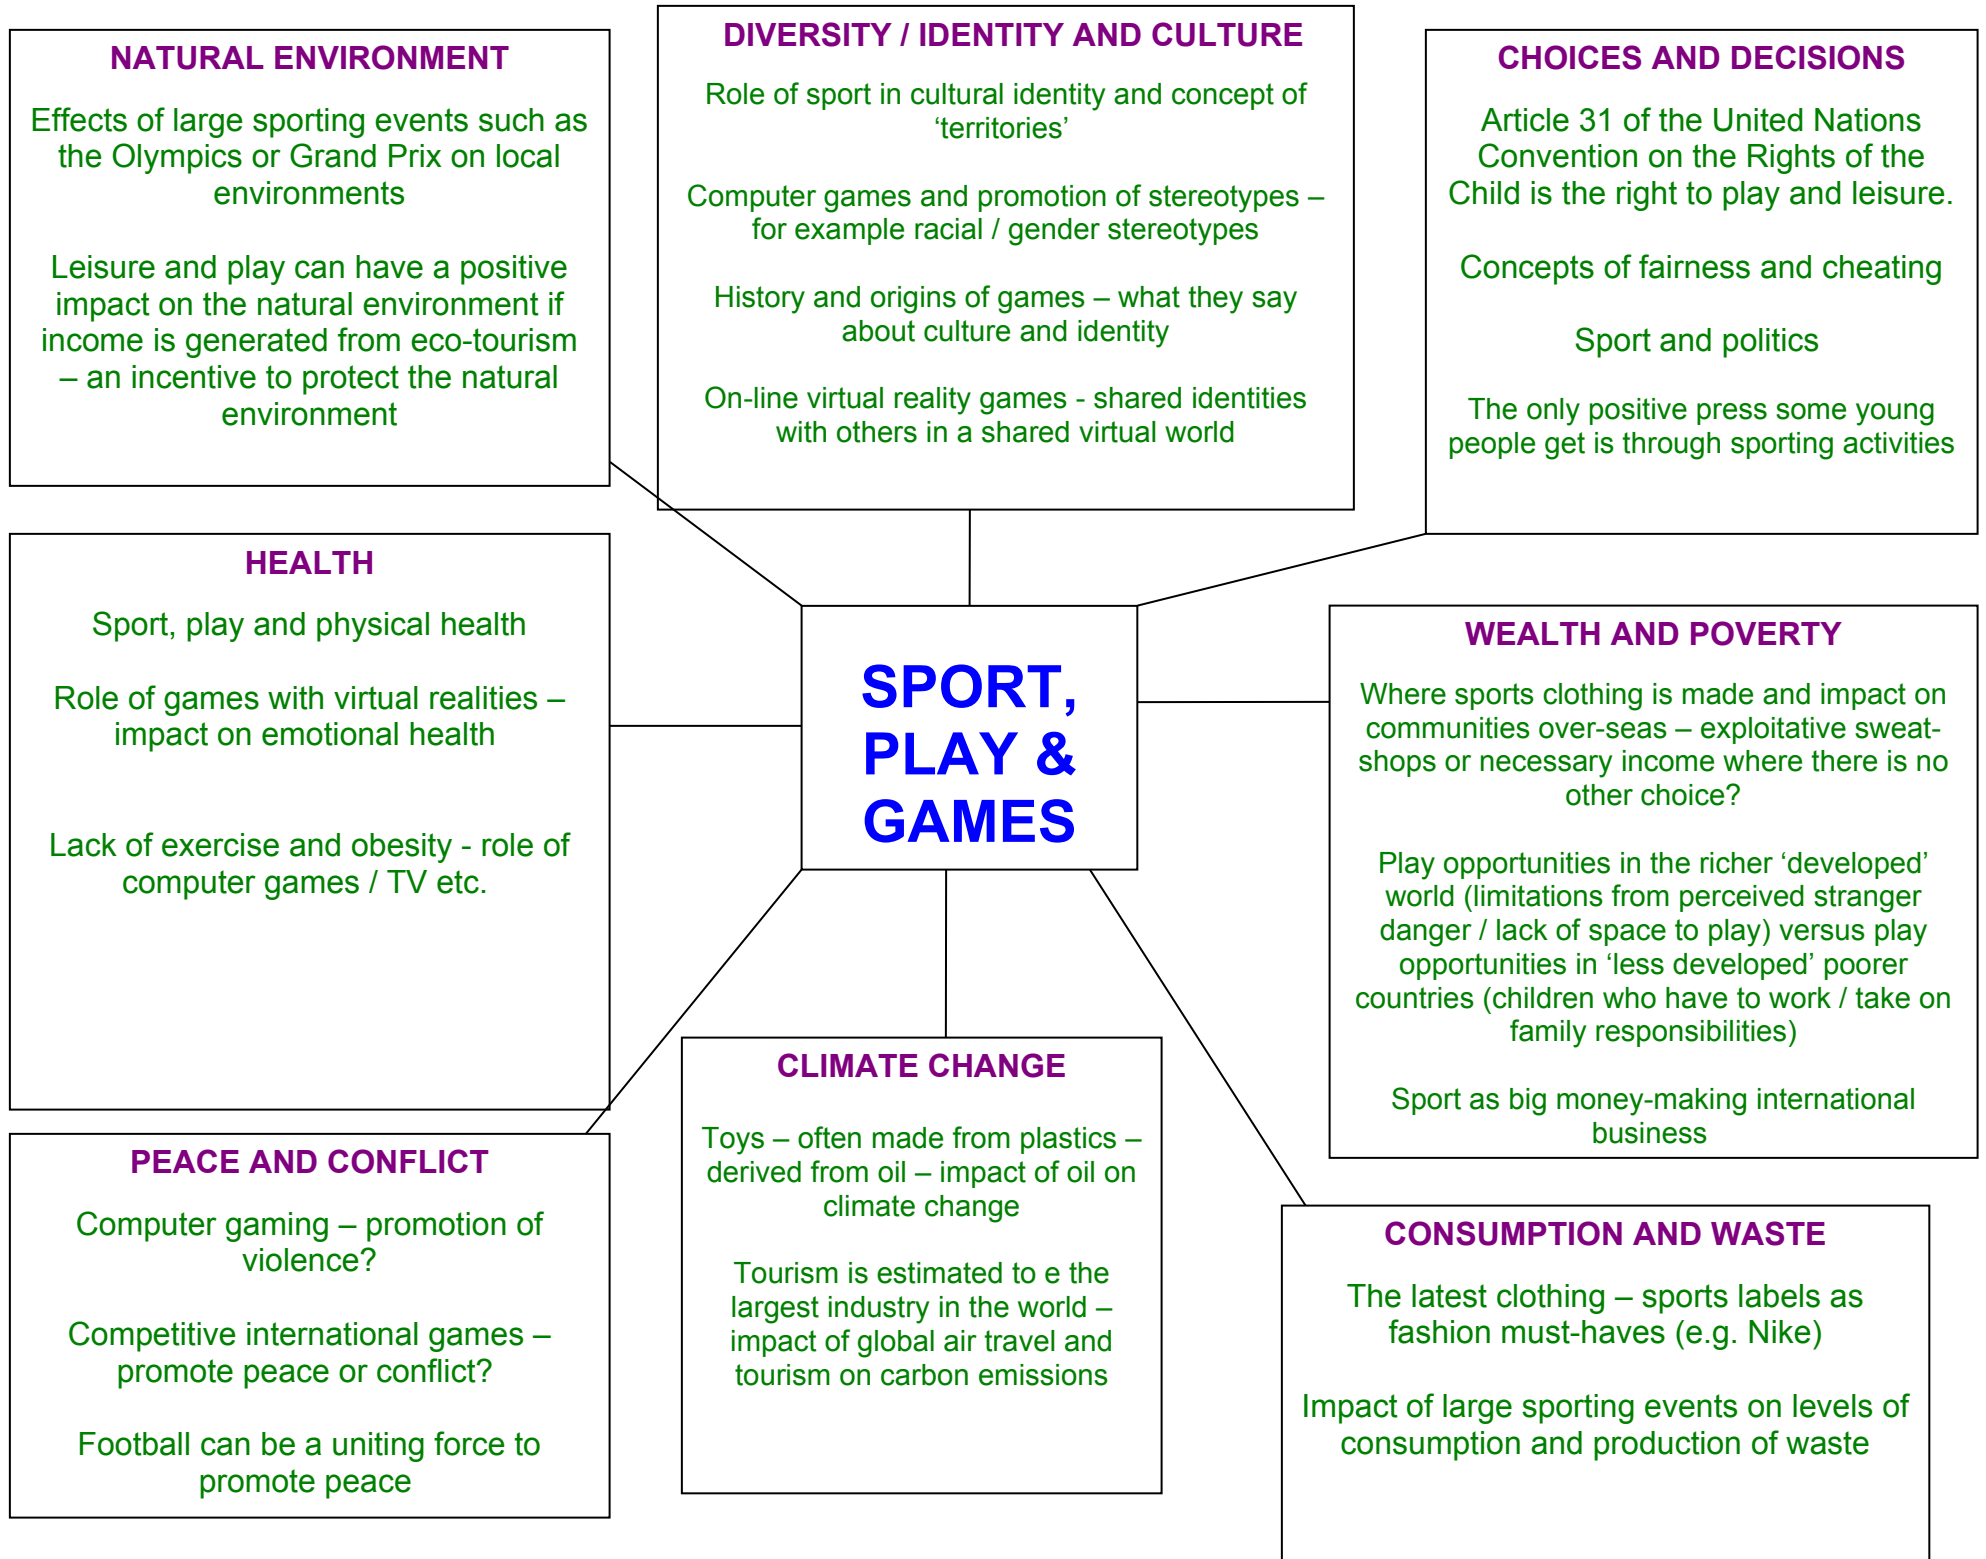 NATURAL ENVIRONMENT
Effects of large sporting events such as
the Olympics or Grand Prix on local
environments
Leisure and play can have a positive
impact on the natural environment if
income is generated from eco-tourism
– an incentive to protect the natural
environment
DIVERSITY / IDENTITY AND CULTURE
Role of sport in cultural identity and concept of
‘territories’
Computer games and promotion of stereotypes –
for example racial / gender stereotypes
History and origins of games – what they say
about culture and identity
On-line virtual reality games - shared identities
with others in a shared virtual world
CHOICES AND DECISIONS
Article 31 of the United Nations
Convention on the Rights of the
Child is the right to play and leisure.
Concepts of fairness and cheating
Sport and politics
The only positive press some young
people get is through sporting activities
HEALTH
Sport, play and physical health
Role of games with virtual realities –
impact on emotional health
Lack of exercise and obesity - role of
computer games / TV etc.
SPORT,
PLAY &
GAMES
WEALTH AND POVERTY
Where sports clothing is made and impact on
communities over-seas – exploitative sweat-
shops or necessary income where there is no
other choice?
Play opportunities in the richer ‘developed’
world (limitations from perceived stranger
danger / lack of space to play) versus play
opportunities in ‘less developed’ poorer
countries (children who have to work / take on
family responsibilities)
Sport as big money-making international
business
PEACE AND CONFLICT
Computer gaming – promotion of
violence?
Competitive international games –
promote peace or conflict?
Football can be a uniting force to
promote peace
CLIMATE CHANGE
Toys – often made from plastics –
derived from oil – impact of oil on
climate change
Tourism is estimated to e the
largest industry in the world –
impact of global air travel and
tourism on carbon emissions
CONSUMPTION AND WASTE
The latest clothing – sports labels as
fashion must-haves (e.g. Nike)
Impact of large sporting events on levels of
consumption and production of waste